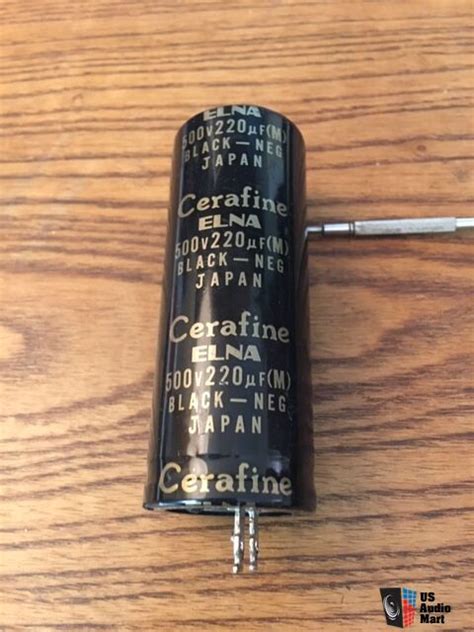 ELNA
500V220μF(M)
BLACK–NEG
JAPAN
Cerafine
ELNA
500V220μF(M)
BLACK–NEG
JAPAN
Cerafine
ELNA
500V220μF(M)
BLACK–NEG
JAPAN
Cerafine
US
Audio
Mart